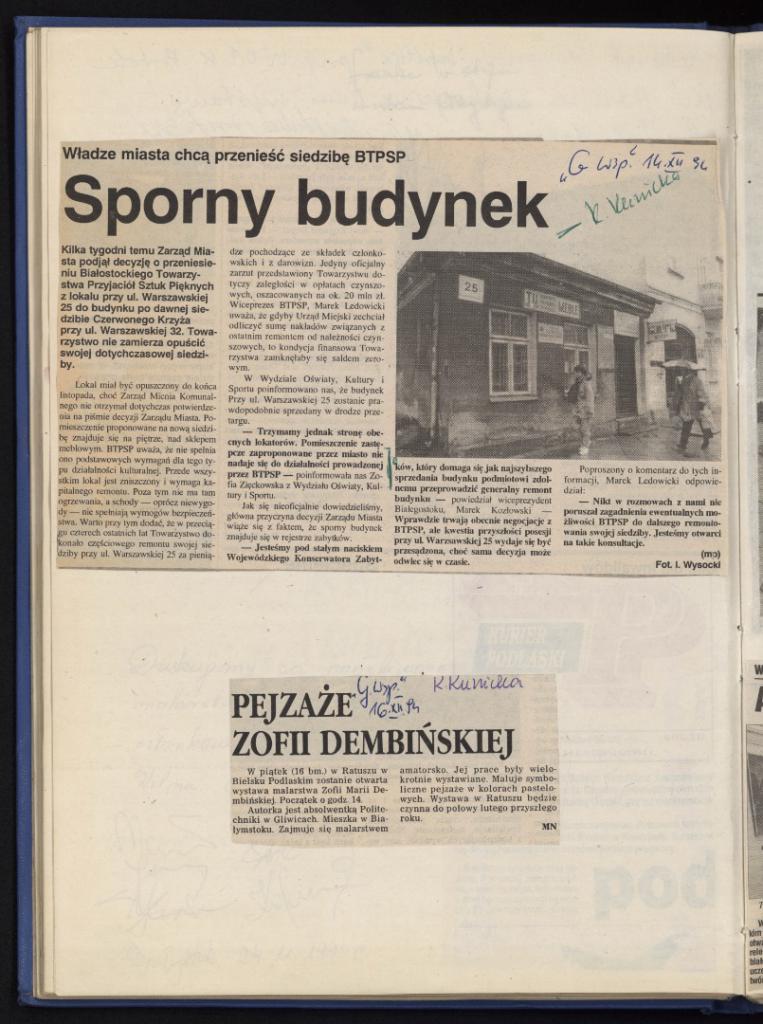 Władze miasta chcą przenieść siedzibę BTPSP
"G. Wsp." 14.XII 94
K. Kunicka
Sporny budynek
Kilka tygodni temu Zarząd Mia-
sta podjął decyzję o przeniesie-
niu Białostockiego Towarzy-
stwa Przyjaciół Sztuk Pięknych
z lokalu przy ul. Warszawskiej
25 do budynku po dawnej sie-
dzibie Czerwonego Krzyża
przy ul. Warszawskiej 32. Towa-
rzystwo nie zamierza opuścić
swojej dotychczasowej siedzi-
by.
Lokal miał być opuszczony do końca
listopada, choć Zarząd Mienia Komunal-
nego nie otrzymał dotychczas potwierdze-
nia na piśmie decyzji Zarządu Miasta. Po-
mieszczenie proponowane na nową siedzi-
bę znajduje się na piętrze, nad sklepem
meblowym. BTPSP uważa, że nie spełnia
ono podstawowych wymagań dla tego ty-
pu działalności kulturalnej. Przede wszy-
stkim lokal jest zniszczony i wymaga ka-
pitalnego remontu. Poza tym nie ma tam
ogrzewania, a schody — oprócz niewygo-
dy — nie spełniają wymogów bezpieczeń-
stwa. Warto przy tym dodać, że w przecią-
gu czterech ostatnich lat Towarzystwo do-
konało częściowego remontu swojej sie-
dziby przy ul. Warszawskiej 25 za pienią-
dze pochodzące ze składek członko-
wskich i z darowizn. Jedyny oficjalny
zarzut przedstawiony Towarzystwu do-
tyczy zaległości w opłatach czynszo-
wych, oszacowanych na ok. 20 mln zł.
Wiceprezes BTPSP, Marek Ledowicki
uważa, że gdyby Urząd Miejski zechciał
odliczyć sumę nakładów związanych z
ostatnim remontem od należności czyn-
szowych, to kondycja finansowa Towa-
rzystwa zamknęłaby się saldem zero-
wym.
W Wydziale Oświaty, Kultury i
Sportu poinformowano nas, że budynek
Przy ul. Warszawskiej 25 zostanie pra-
wdopodobnie sprzedany w drodze prze-
targu.
— Trzymamy jednak stronę obe-
cnych lokatorów. Pomieszczenie zastęp-
cze zaproponowane przez miasto nie
nadaje się do działalności prowadzonej
przez BTPSP — poinformowała nas Zo-
fia Zięckowska z Wydziału Oświaty, Kul-
tury i Sportu.
Jak się nieoficjalnie dowiedzieliśmy,
główna przyczyna decyzji Zarządu Miasta
wiąże się z faktem, że sporny budynek
znajduje się w rejestrze zabytków.
— Jesteśmy pod stałym naciskiem
Wojewódzkiego Konserwatora Zabyt-
25
MEBLE
ków, który domaga się jak najszybszego
sprzedania budynku podmiotowi zdol-
nemu przeprowadzić generalny remont
budynku — powiedział wiceprezydent
Białegostoku, Marek Kozłowski —
Wprawdzie trwają obecnie negocjacje z
BTPSP, ale kwestia przyszłości posesji
przy ul. Warszawskiej 25 wydaje się być
przesądzona, choć sama decyzja może
odwlec się w czasie.
Poproszony o komentarz do tych in-
formacji, Marek Ledowicki odpowie-
dział:
— Nikt w rozmowach z nami nie
poruszał zagadnienia ewentualnych mo-
żliwości BTPSP do dalszego remonto-
wania swojej siedziby. Jesteśmy otwarci
na takie konsultacje.
(mp)
Fot. I. Wysocki
"G. Wsp." K. Kunicka
16.XII.94
PEJZAŻE
ZOFII DEMBIŃSKIEJ
W piątek (16 bm.) w Ratuszu w
Bielsku Podlaskim zostanie otwarta
wystawa malarstwa Zofii Marii De-
mbińskiej. Początek o godz. 14.
Autorka jest absolwentką Polite-
chniki w Gliwicach. Mieszka w Bia-
łymstoku. Zajmuje się malarstwem
amatorsko. Jej prace były wielo-
krotnie wystawiane. Maluje symbo-
liczne pejzaże w kolorach pastelo-
wych. Wystawa w Ratuszu będzie
czynna do połowy lutego przyszłego
roku.
MN